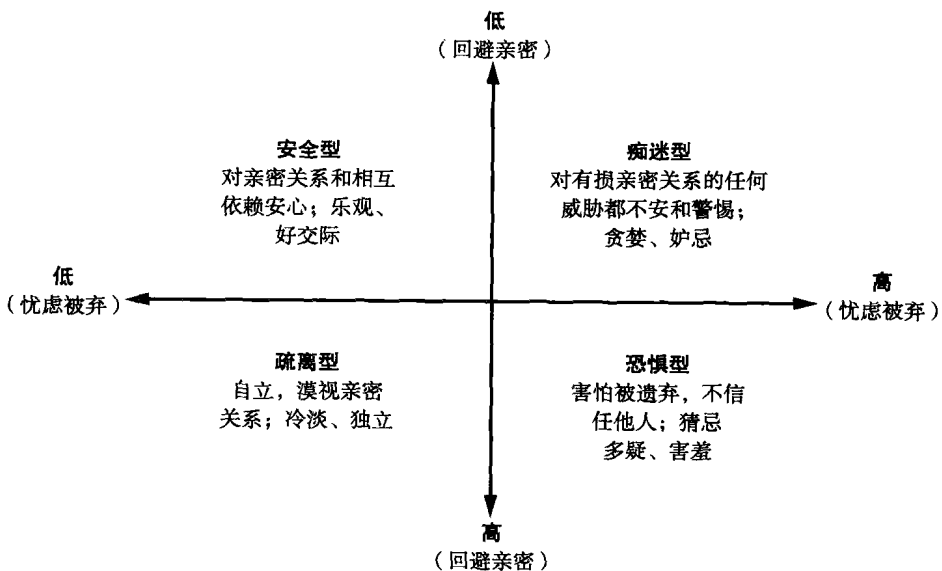 低
（回避亲密）
安全型
对亲密关系和相互
依赖安心；乐观、
好交际
痴迷型
对有损亲密关系的任何
威胁都不安和警惕；
贪婪、妒忌
低
（忧虑被弃）
高
（忧虑被弃）
疏离型
自立，漠视亲密
关系；冷淡、独立
恐惧型
害怕被遗弃，不信
任他人；猜忌
多疑、害羞
高
（回避亲密）